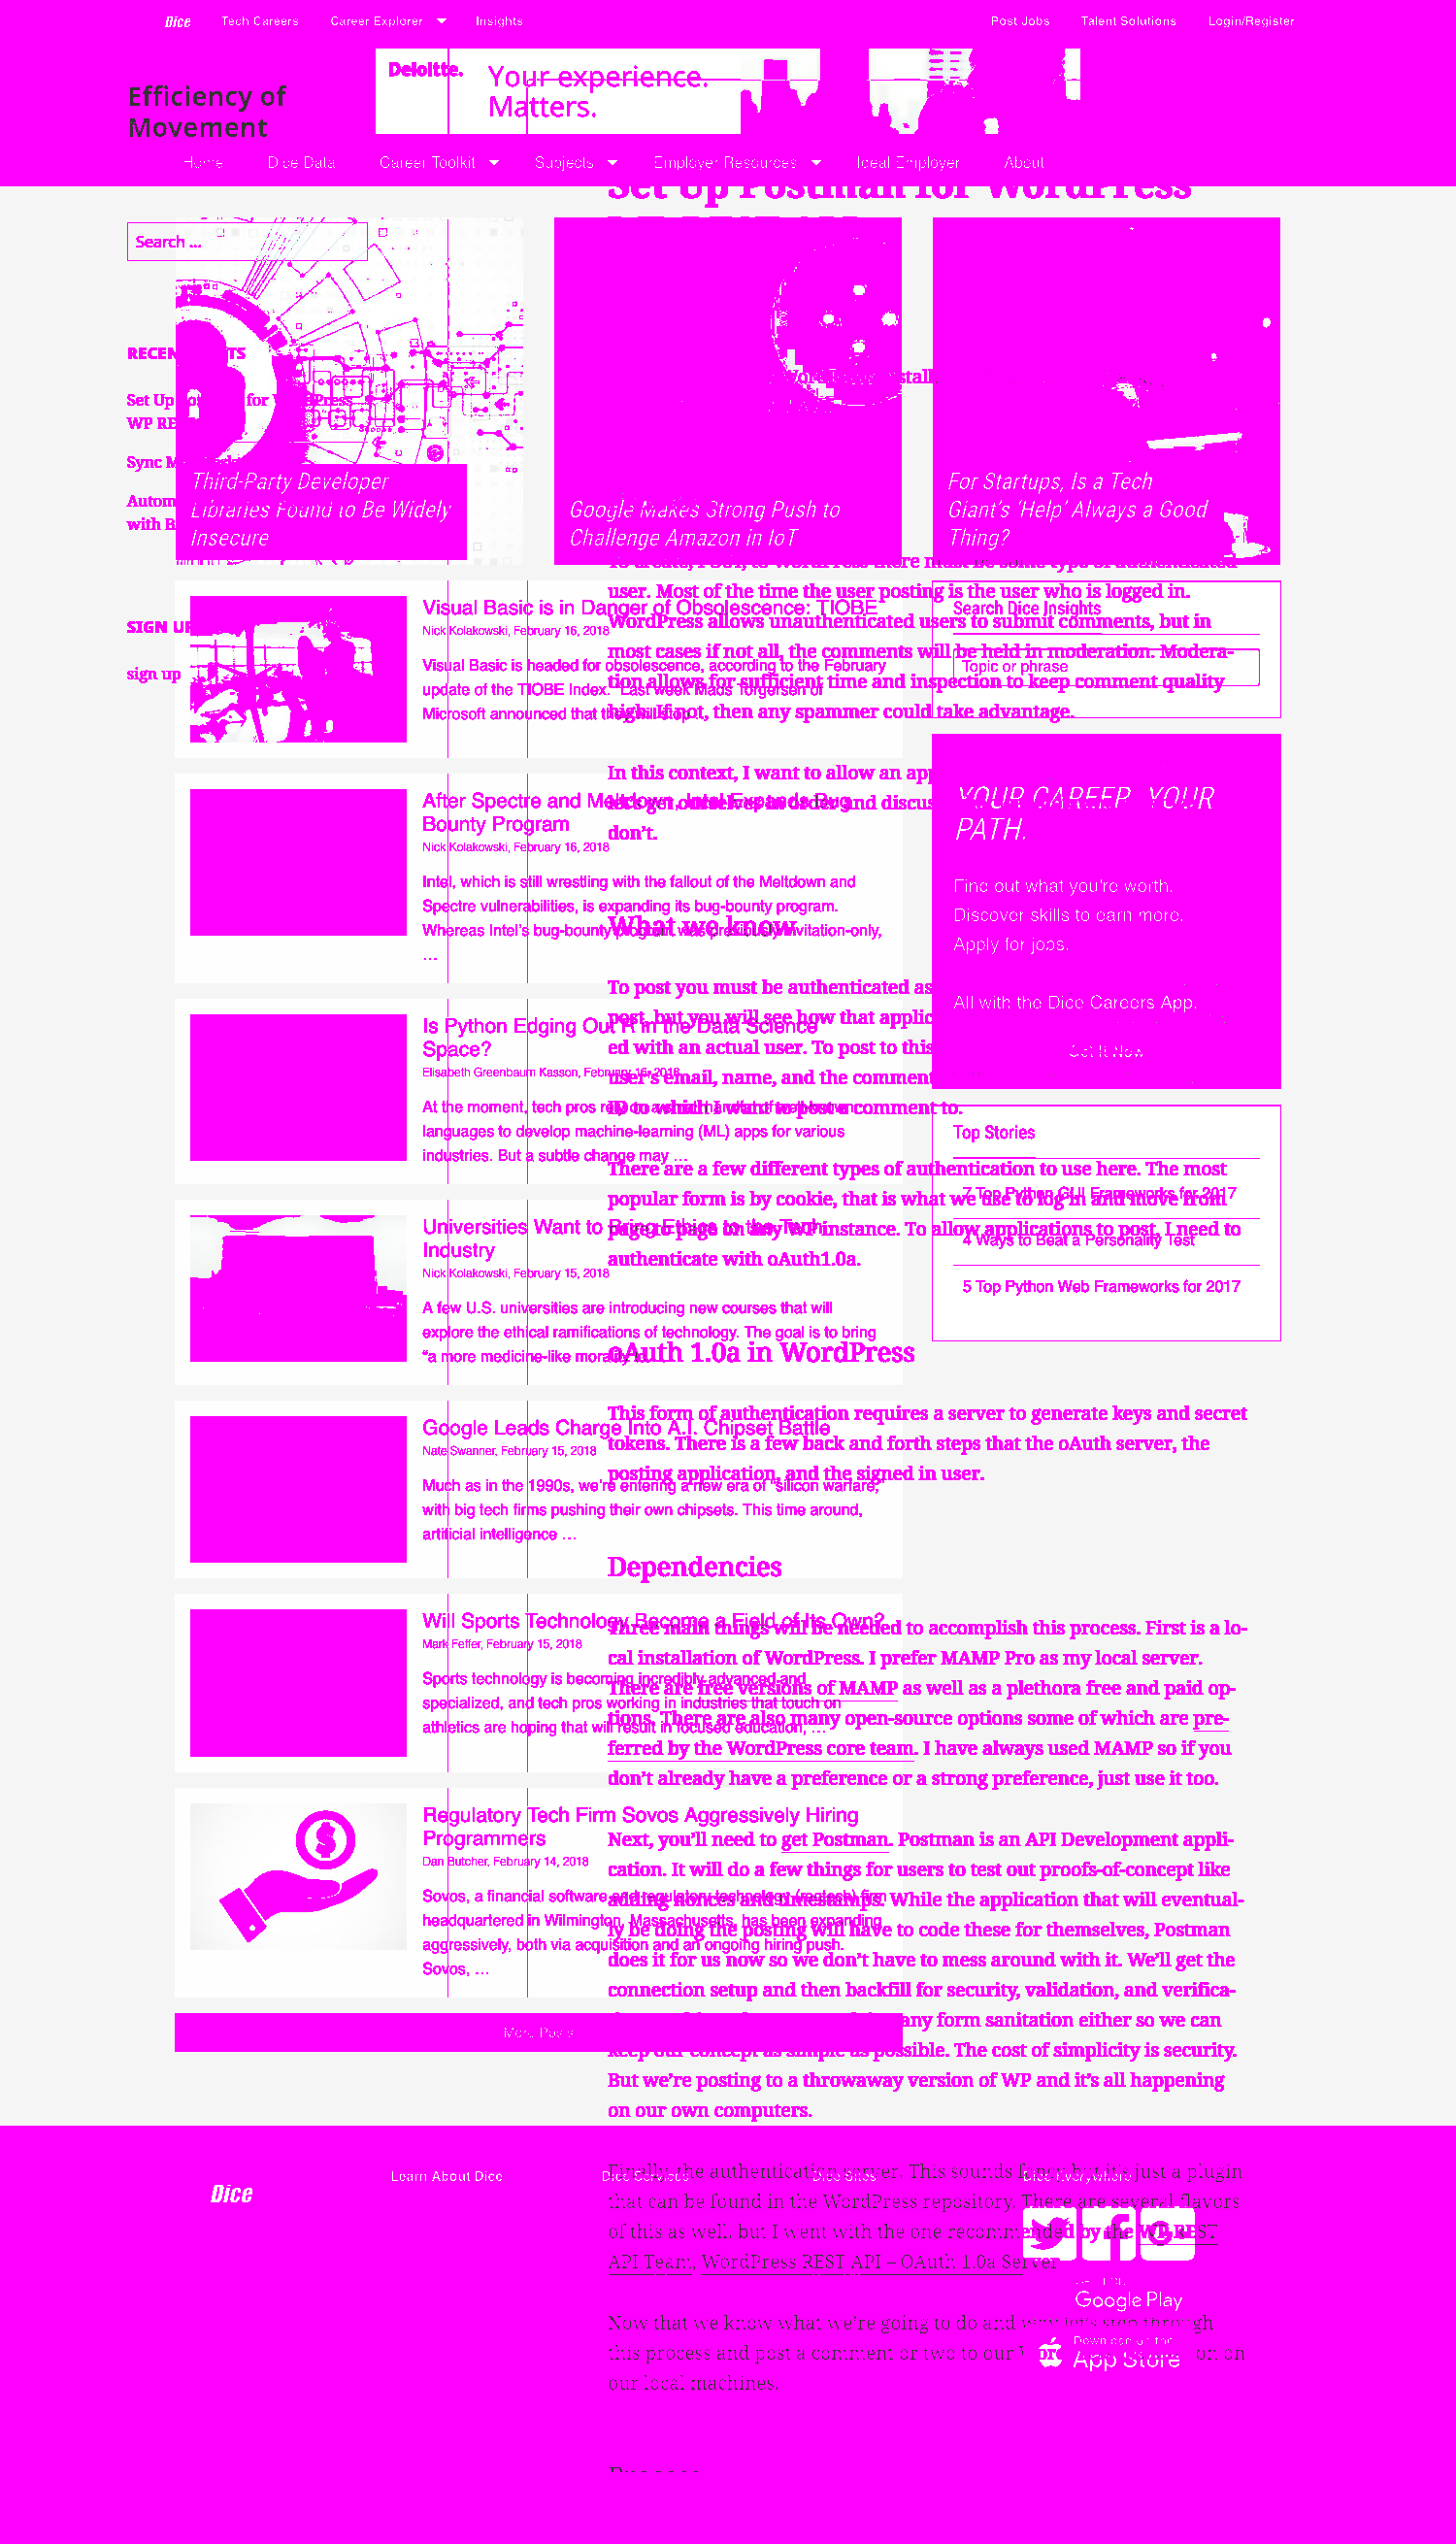 Dice Tech Careers Career Explorer Insights Post Jobs Talent Solutions Login/Register
Deloitte. Your experience.
Matters.
Efficiency of
Movement
Home Dice Data Career Toolkit Subjects Employer Resources Ideal Employer About
Set Up Postman for WordPress
Search ...
Set Up for
WP
Sync
Third-Party Developer
Libraries Found to Be Widely
Insecure
Google Makes Strong Push to
Challenge Amazon in IoT
For Startups, Is a Tech
Giant's 'Help' Always a Good
Thing?
with
SIGN
sign up
Visual Basic is in Danger of Obsolescence: TIOBE
Nick Kolakowski, February 16, 2018
Visual Basic is headed for obsolescence, according to the February
update of the TIOBE Index. "Last week Mads Torgersen of
Microsoft announced that
After Spectre and Meltdown, Intel Expands Bug
Bounty Program
Nick Kolakowski, February 16, 2018
Intel, which is still wrestling with the fallout of the Meltdown and
Spectre vulnerabilities, is expanding its bug-bounty program.
Whereas Intel's bug-bounty program was previously invitation-only,
…
Is Python Edging Out R in the Data Science
Space?
Elisabeth Greenbaum Kasson, February 16, 2018
At the moment, tech pros rely on a small handful of well-known
languages to develop machine-learning (ML) apps for various
industries. But a subtle change may …
Universities Want to Bring Ethics to the Tech
Industry
Nick Kolakowski, February 15, 2018
A few U.S. universities are introducing new courses that will
explore the ethical ramifications of technology. The goal is to bring
"a more medicine-like morality
Google Leads Charge Into A.I. Chipset Battle
Nate Swanner, February 15, 2018
Much as in the 1990s, we're entering a new era of "silicon warfare,"
with big tech firms pushing their own chipsets. This time around,
artificial intelligence …
Will Sports Technology Become a Field of Its Own?
Mark Feffer, February 15, 2018
Sports technology is becoming incredibly advanced and
specialized, and tech pros working in industries that touch on
athletics are hoping that will result in focused education, …
Regulatory Tech Firm Sovos Aggressively Hiring
Programmers
Dan Butcher, February 14, 2018
Sovos, a financial software and regulatory technology (regtech) firm
headquartered in Wilmington, Massachusetts, has been expanding
aggressively, both via acquisition and an ongoing hiring push.
Sovos, …
More Posts
user. Most of the time the user posting is the user who is logged in.
WordPress allows unauthenticated users to submit comments, but in
most cases if not all, the comments will be held in moderation. Modera-
tion allows for sufficient time and inspection to keep comment quality
high. If not, then any spammer could take advantage.
In this context, I want to allow an
let's get ourselves in order and
don't.
What we know
To post you must be authenticated as
post, but you will see how that
ed with an actual user. To post to this
user's email, name, and the comment
ID to which I want to post a comment to.
There are a few different types of authentication to use here. The most
popular form is by cookie, that is what we use to log in and move from
page to page on any WP instance. To allow applications to post, I need to
authenticate with oAuth1.0a.
oAuth 1.0a in WordPress
This form of authentication requires a server to generate keys and secret
tokens. There is a few back and forth steps that the oAuth server, the
posting application, and the signed in user.
Dependencies
Three main things will be needed to accomplish this process. First is a lo-
cal installation of WordPress. I prefer MAMP Pro as my local server.
There are free versions of MAMP as well as a plethora free and paid op-
tions. There are also many open-source options some of which are pre-
ferred by the WordPress core team. I have always used MAMP so if you
don't already have a preference or a strong preference, just use it too.
Next, you'll need to get Postman. Postman is an API Development appli-
cation. It will do a few things for users to test out proofs-of-concept like
adding nonces and timestamps. While the application that will eventual-
ly be doing the posting will have to code these for themselves, Postman
does it for us now so we don't have to mess around with it. We'll get the
connection setup and then backfill for security, validation, and verifica-
any form sanitation either so we can
keep our concept as simple as possible. The cost of simplicity is security.
But we're posting to a throwaway version of WP and it's all happening
on our own computers.
Search Dice Insights
Topic or phrase
YOUR CAREER. YOUR
PATH.
Find out what you're worth.
Discover skills to earn more.
Apply for jobs.
All with the Dice Careers App.
Get It Now
Top Stories
7 Top Python GUI Frameworks for 2017
4 Ways to Beat a Personality Test
5 Top Python Web Frameworks for 2017
Dice
Learn About Dice Dice Services Dice Sites Dice Everywhere
Finally, the authentication server. This sounds fancy but it's just a plugin
that can be found in the WordPress repository. There are several flavors
of this as well, but I went with the one recommended by the WP REST
API Team, WordPress REST API – OAuth 1.0a Server
Google Play
Now that we know what we're going to do and why let's step through
this process and post a comment or two to our
our local machines.
Download on the
App Store